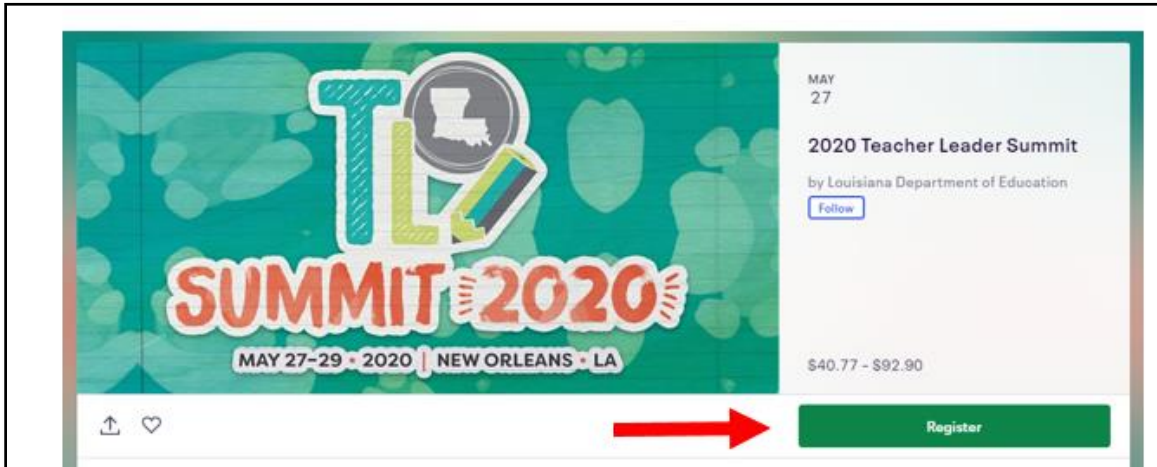 TL
SUMMIT 2020
MAY 27-29 • 2020 | NEW ORLEANS • LA
MAY
27
2020 Teacher Leader Summit
by Louisiana Department of Education
Follow
$40.77 - $92.90
Register